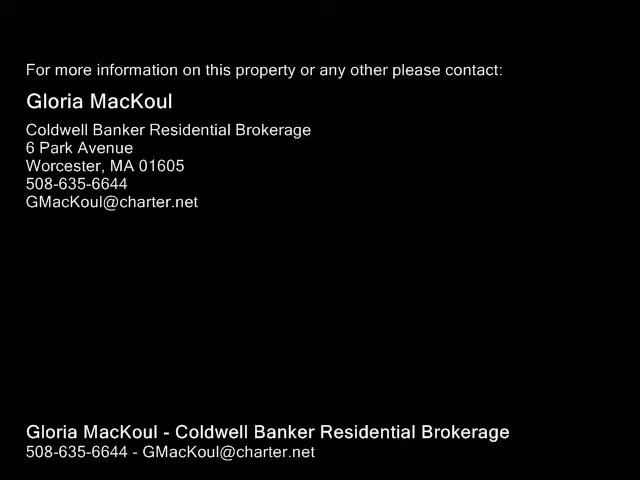 For more information on this property or any other please contact:
Gloria MacKoul
Coldwell Banker Residential Brokerage
6 Park Avenue
Worcester, MA 01605
508-635-6644
GMacKoul@charter.net
Gloria MacKoul - Coldwell Banker Residential Brokerage
508-635-6644 - GMacKoul@charter.net